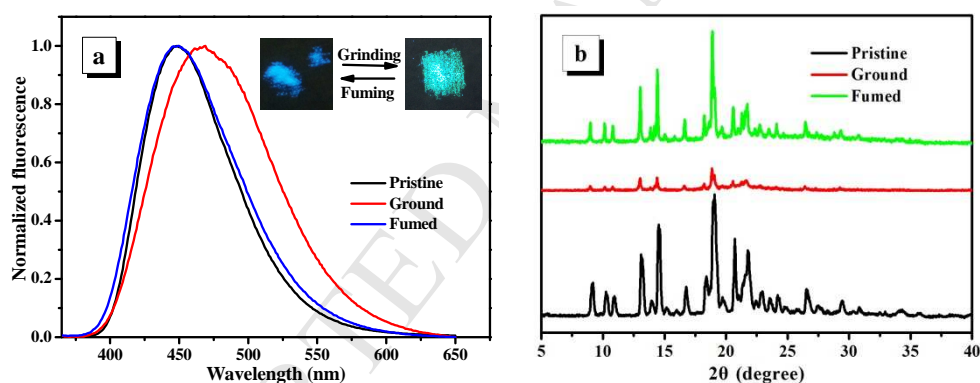 a
Grinding
Fuming
Pristine
Ground
Fumed
Normalized fluorescence
1.0
0.8
0.6
0.4
0.2
0.0
400
450
500
550
600
650
Wavelength (nm)
b
Pristine
Ground
Fumed
5
10
15
20
25
30
35
40
2θ (degree)
TED